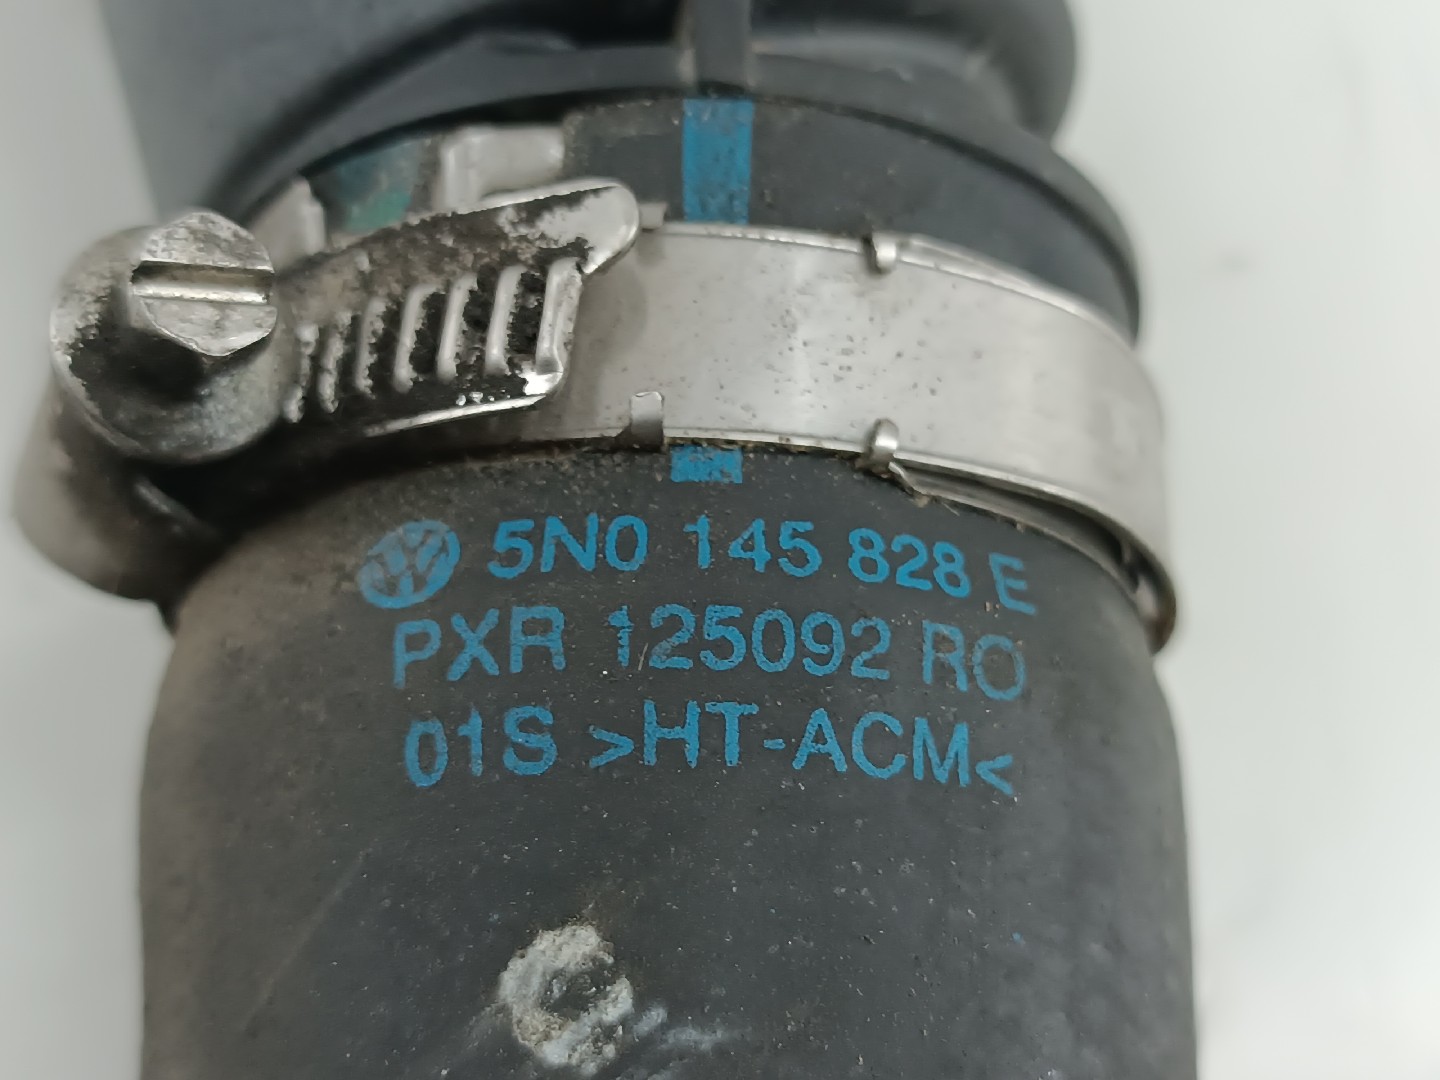 5N0 145 828 E
PXR 125092 RO
01S >HT-ACM<